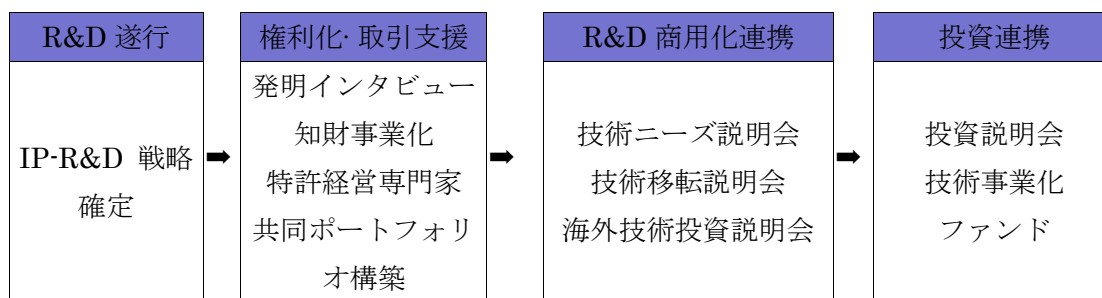 R&D 遂行
IP-R&D 戦略
確定
➡
権利化· 取引支援
発明インタビュー
知財事業化
特許経営専門家
共同ポートフォリ
オ構築
➡
R&D 商用化連携
技術ニーズ説明会
技術移転説明会
海外技術投資説明会
➡
投資連携
投資説明会
技術事業化
ファンド